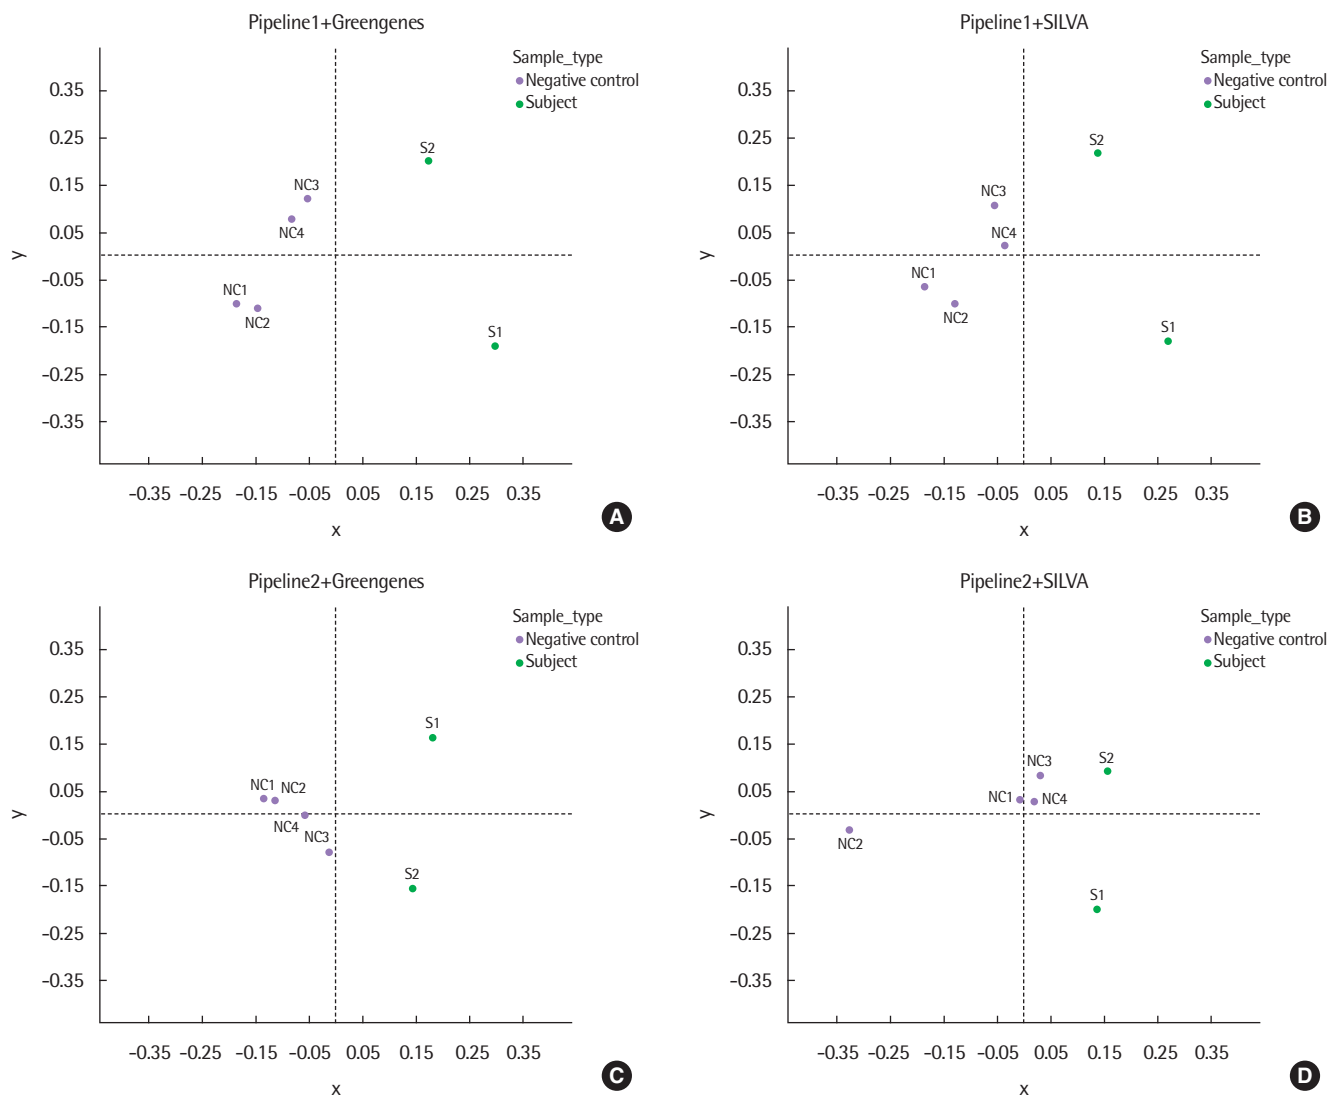 Pipeline1+Greengenes
Sample_type
Negative control
Subject
0.35
0.25
0.15
0.05
-0.05
-0.15
-0.25
-0.35
y
S2
NC3
NC4
NC1
NC2
S1
-0.35 -0.25 -0.15 -0.05 0.05 0.15 0.25 0.35
x
A
Pipeline1+SILVA
Sample_type
Negative control
Subject
0.35
0.25
0.15
0.05
-0.05
-0.15
-0.25
-0.35
y
S2
NC3
NC4
NC1
NC2
S1
-0.35 -0.25 -0.15 -0.05 0.05 0.15 0.25 0.35
x
B
Pipeline2+Greengenes
Sample_type
Negative control
Subject
0.35
0.25
0.15
0.05
-0.05
-0.15
-0.25
-0.35
y
S1
NC1 NC2
NC4
NC3
S2
-0.35 -0.25 -0.15 -0.05 0.05 0.15 0.25 0.35
x
C
Pipeline2+SILVA
Sample_type
Negative control
Subject
0.35
0.25
0.15
0.05
-0.05
-0.15
-0.25
-0.35
y
S2
NC3
NC1 NC4
NC2
S1
-0.35 -0.25 -0.15 -0.05 0.05 0.15 0.25 0.35
x
D